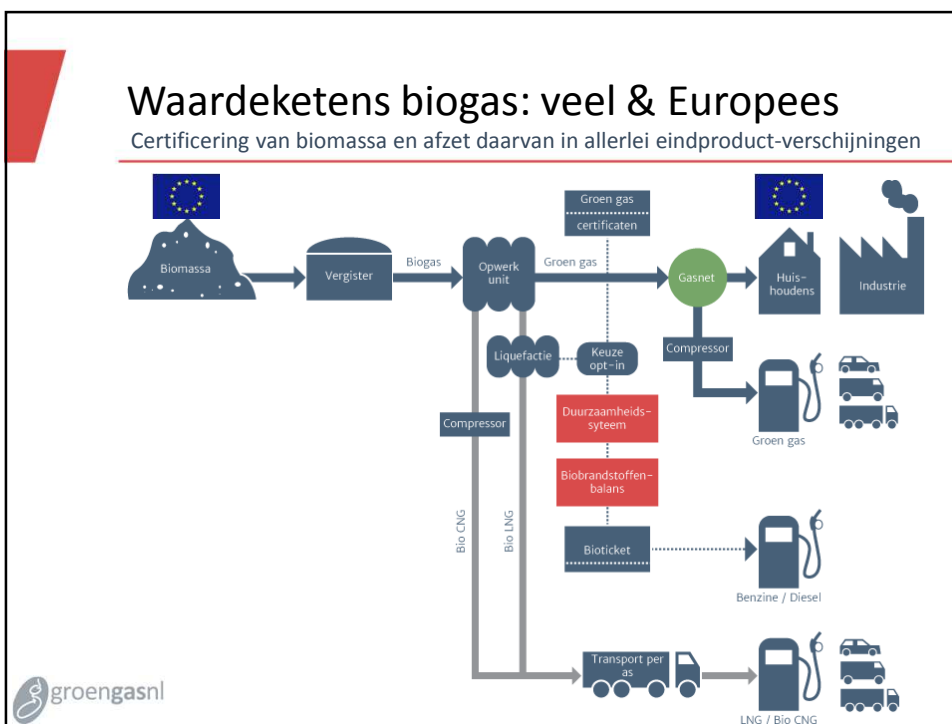 Waardeketens biogas: veel & Europees
Certificering van biomassa en afzet daarvan in allerlei eindproduct-verschijningen
Groen gas
certificaten
Biomassa
Vergister
Biogas
Opwerk
unit
Groen gas
Gasnet
Huis-
houdens
Industrie
Liquefactie
Keuze
opt-in
Compressor
Compressor
Duurzaamheids-
syteem
Groen gas
Biobrandstoffen-
balans
Bio CNG
Bio LNG
Bioticket
Benzine / Diesel
Transport per
as
LNG / Bio CNG
groengasnl